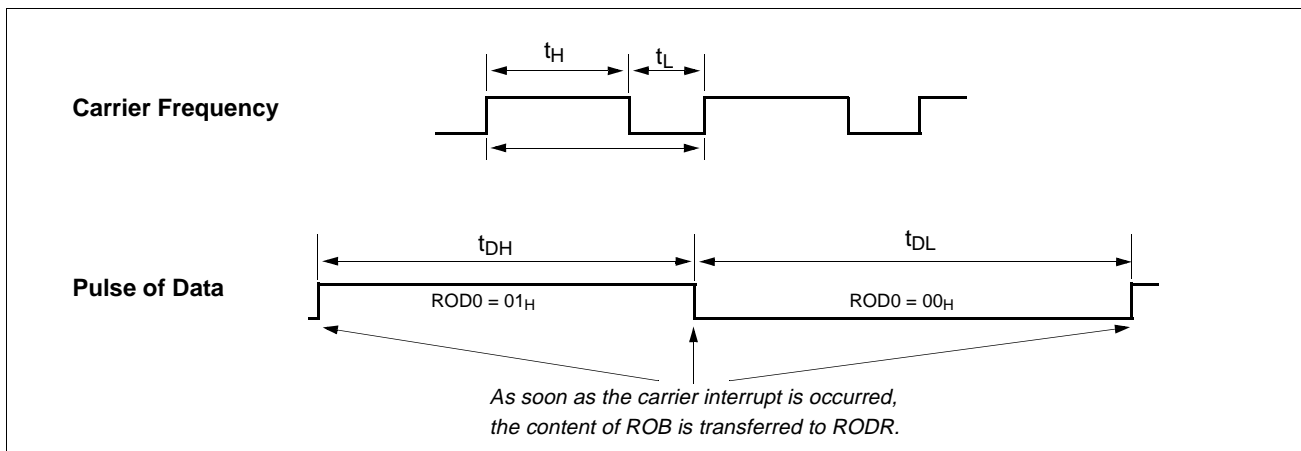 tH
tL
Carrier Frequency
tDH
tDL
Pulse of Data
ROD0 = 01H
ROD0 = 00H
As soon as the carrier interrupt is occurred,
the content of ROB is transferred to RODR.